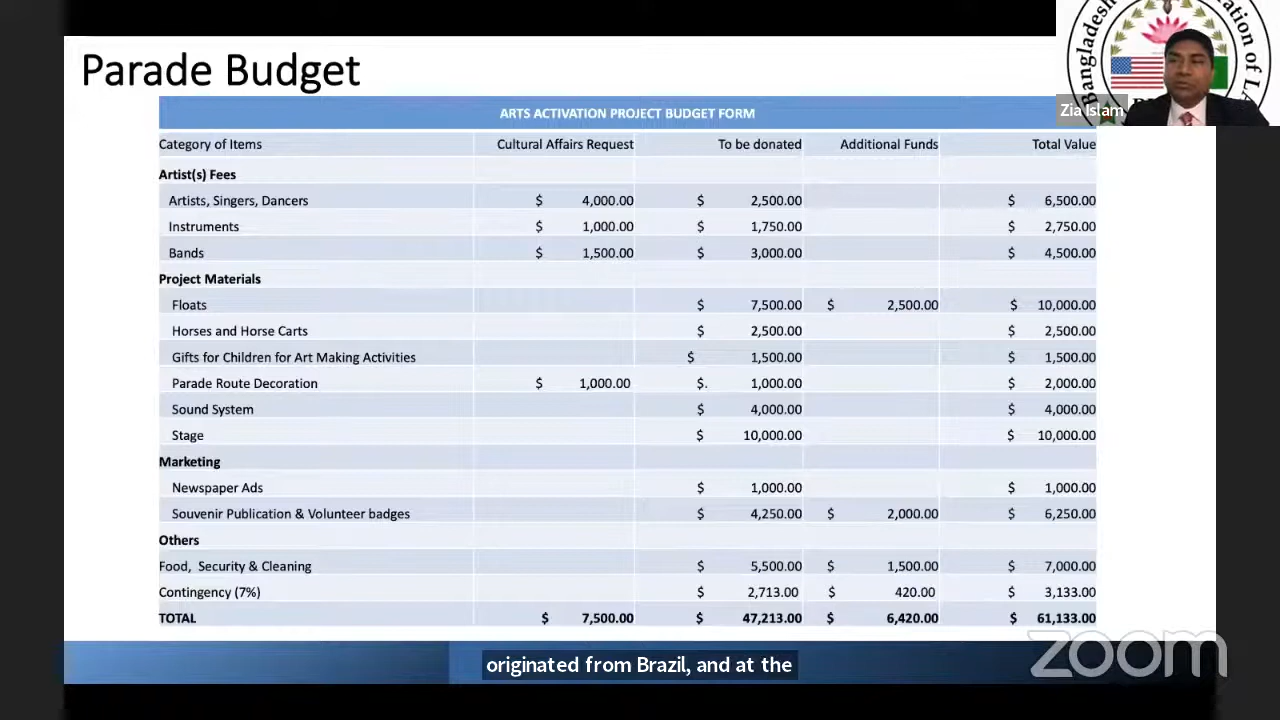 Parade Budget
Bangladesh
ation of LA
Zia Islam
ARTS ACTIVATION PROJECT BUDGET FORM
Category of Items Cultural Affairs Request To be donated Additional Funds Total Value
Artist(s) Fees
Artists, Singers, Dancers $ 4,000.00 $ 2,500.00 $ 6,500.00
Instruments $ 1,000.00 $ 1,750.00 $ 2,750.00
Bands $ 1,500.00 $ 3,000.00 $ 4,500.00
Project Materials
Floats $ 7,500.00 $ 2,500.00 $ 10,000.00
Horses and Horse Carts $ 2,500.00 $ 2,500.00
Gifts for Children for Art Making Activities $ 1,500.00 $ 1,500.00
Parade Route Decoration $ 1,000.00 $. 1,000.00 $ 2,000.00
Sound System $ 4,000.00 $ 4,000.00
Stage $ 10,000.00 $ 10,000.00
Marketing
Newspaper Ads $ 1,000.00 $ 1,000.00
Souvenir Publication & Volunteer badges $ 4,250.00 $ 2,000.00 $ 6,250.00
Others
Food, Security & Cleaning $ 5,500.00 $ 1,500.00 $ 7,000.00
Contingency (7%) $ 2,713.00 $ 420.00 $ 3,133.00
TOTAL $ 7,500.00 $ 47,213.00 $ 6,420.00 $ 61,133.00
originated from Brazil, and at the
zoom